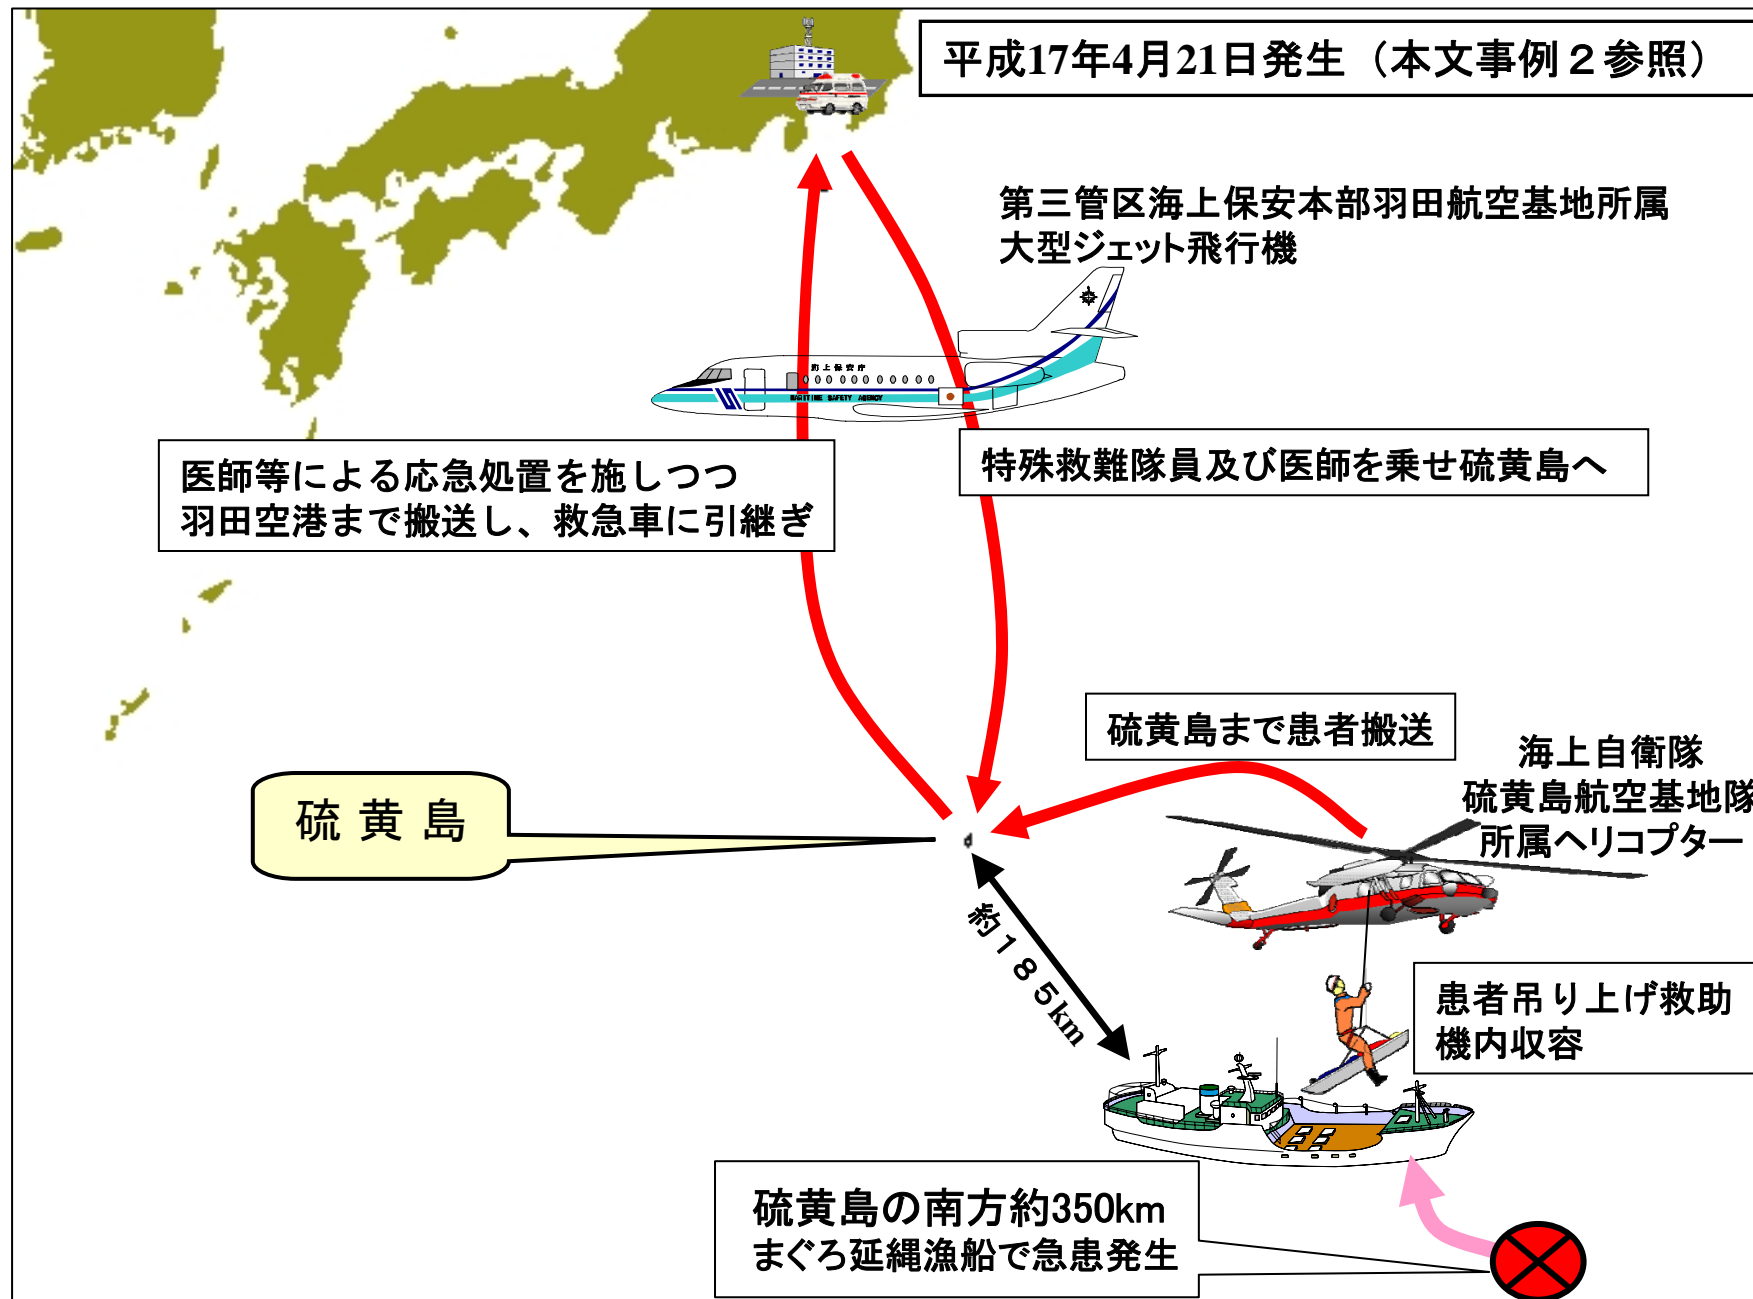 平成17年4月21日発生（本文事例２参照）
第三管区海上保安本部羽田航空基地所属
大型ジェット飛行機
海上保安庁
MARITIME SAFETY AGENCY
医師等による応急処置を施しつつ
羽田空港まで搬送し、救急車に引継ぎ
特殊救難隊員及び医師を乗せ硫黄島へ
硫黄島まで患者搬送
海上自衛隊
硫黄島航空基地隊
所属ヘリコプター
硫黄島
約１８５km
患者吊り上げ救助
機内収容
硫黄島の南方約350km
まぐろ延縄漁船で急患発生